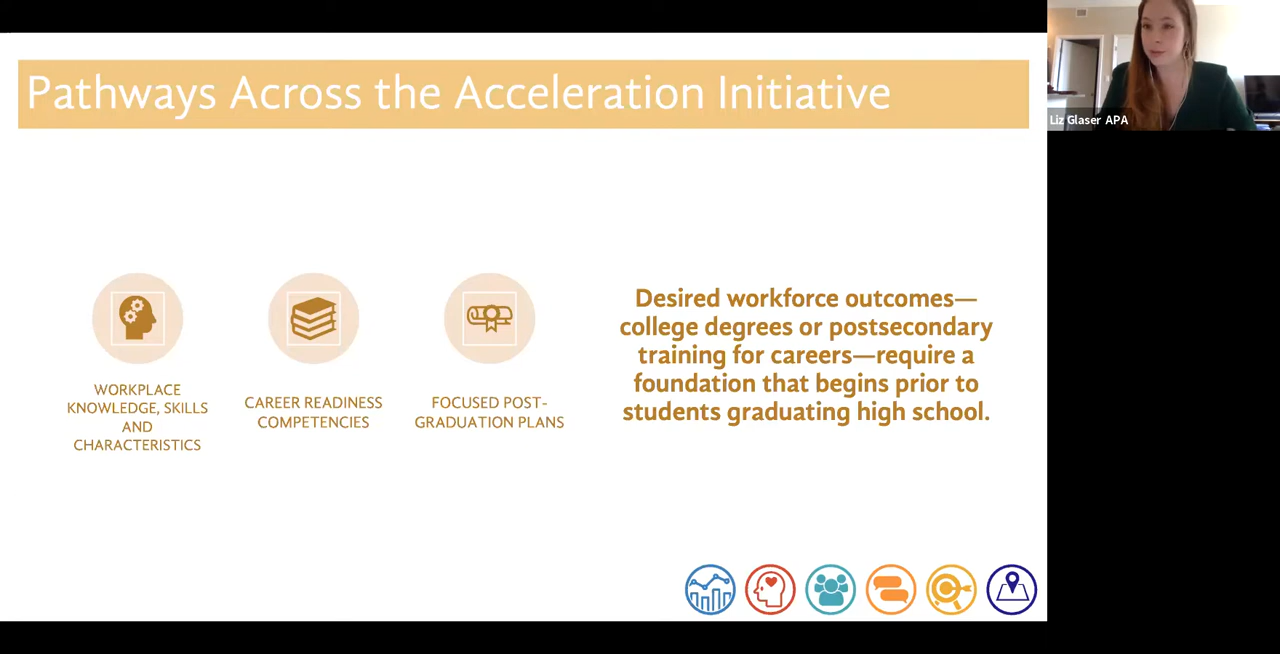 Pathways Across the Acceleration Initiative
Liz Glaser APA
WORKPLACE
KNOWLEDGE, SKILLS
AND
CHARACTERISTICS
CAREER READINESS
COMPETENCIES
FOCUSED POST-
GRADUATION PLANS
Desired workforce outcomes—
college degrees or postsecondary
training for careers—require a
foundation that begins prior to
students graduating high school.